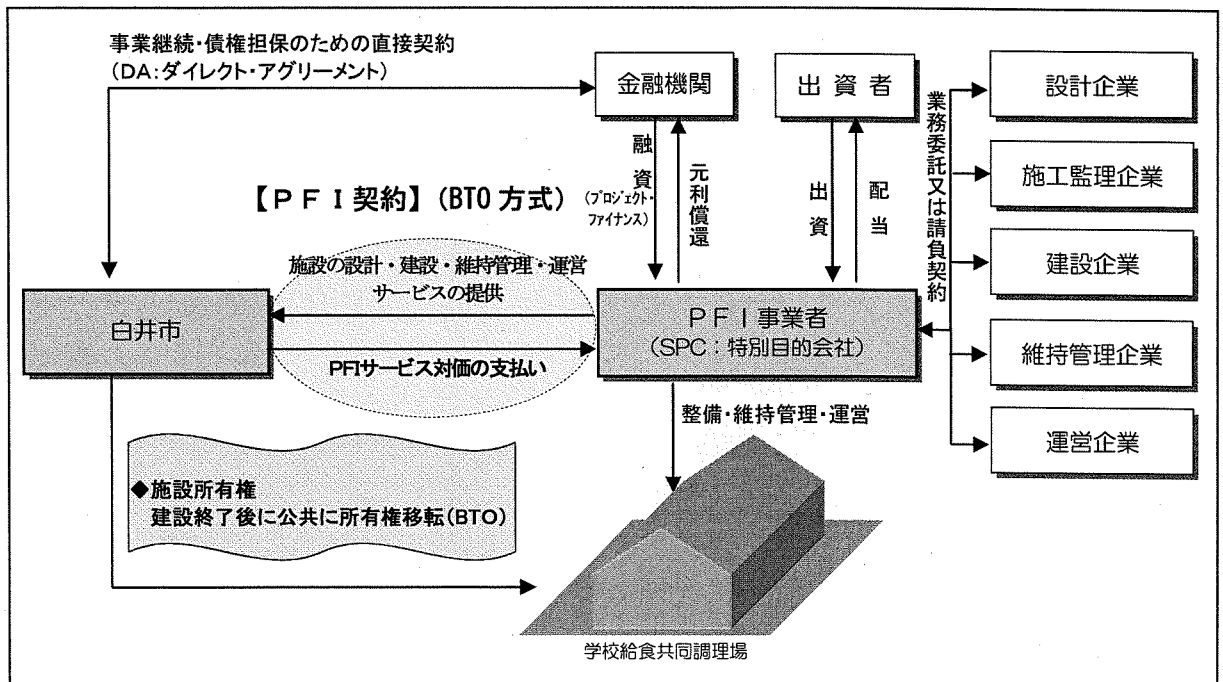 事業継続・債権担保のための直接契約
(DA:ダイレクト・アグリーメント)
金融機関
出資者
設計企業
施工監理企業
建設企業
維持管理企業
運営企業
業務委託又は請負契約
融資
(プロジェクト・
ファイナンス)
元利償還
出資
配当
【PFI契約】(BTO方式)
施設の設計・建設・維持管理・運営
サービスの提供
白井市
PFIサービス対価の支払い
PFI事業者
(SPC:特別目的会社)
整備・維持管理・運営
◆施設所有権
建設終了後に公共に所有権移転(BTO)
学校給食共同調理場